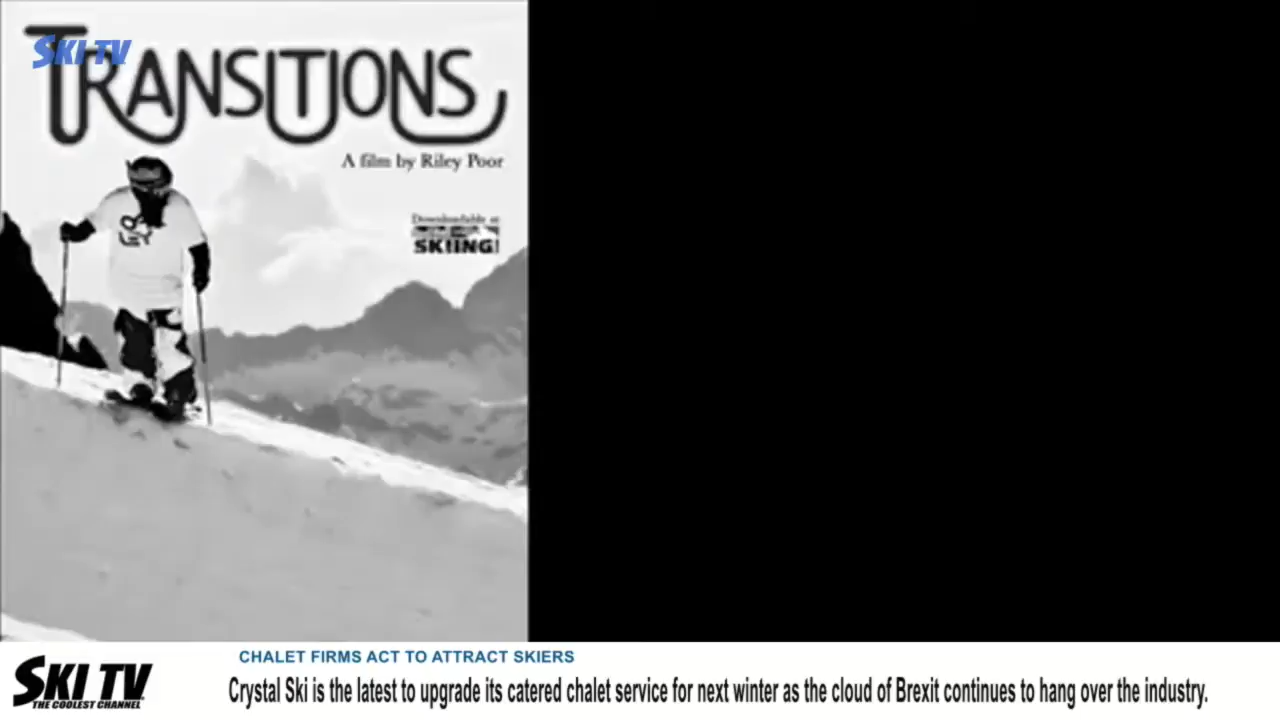 SKI TV
TRANSITIONS
A film by Riley Poor
Downloadable at
SKIING!
CHALET FIRMS ACT TO ATTRACT SKIERS
SKI TV
THE COOLEST CHANNEL
Crystal Ski is the latest to upgrade its catered chalet service for next winter as the cloud of Brexit continues to hang over the industry.